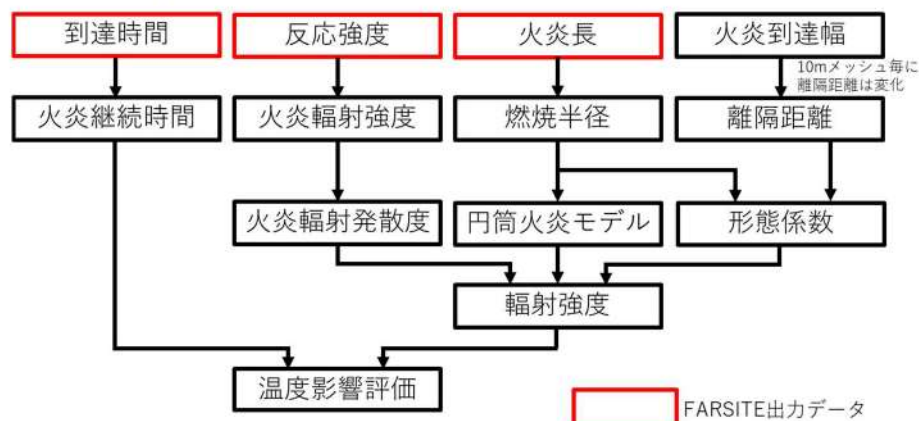 到達時間
反応強度
火炎長
火炎到達幅
10mメッシュ毎に
離隔距離は変化
火炎継続時間
火炎輻射強度
燃焼半径
離隔距離
火炎輻射発散度
円筒火炎モデル
形態係数
輻射強度
温度影響評価
FARSITE出力データ